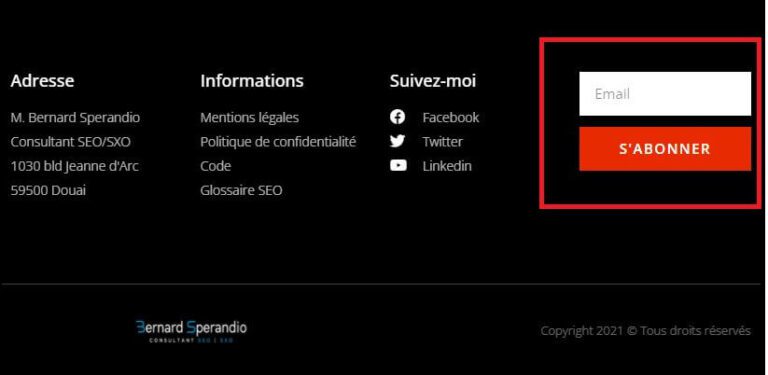 Adresse
M. Bernard Sperandio
Consultant SEO/SXO
1030 bld Jeanne d'Arc
59500 Douai
Informations
Mentions légales
Politique de confidentialité
Code
Glossaire SEO
Suivez-moi
Facebook
Twitter
Linkedin
Email
S'ABONNER
Bernard Sperandio
CONSULTANT SEO | SXO
Copyright 2021 © Tous droits réservés